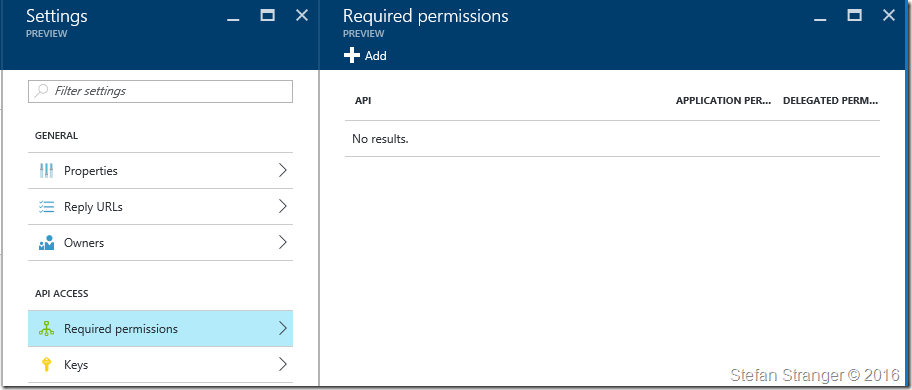 Settings
PREVIEW
Filter settings
GENERAL
Properties
Reply URLs
Owners
API ACCESS
Required permissions
Keys
Required permissions
PREVIEW
Add
API APPLICATION PER... DELEGATED PERM...
No results.
Stefan Stranger © 2016